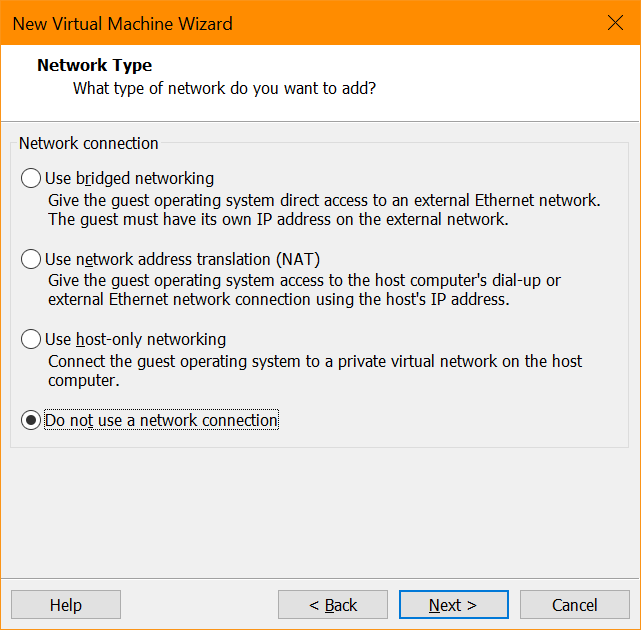 New Virtual Machine Wizard
Network Type
What type of network do you want to add?
Network connection
Use bridged networking
Give the guest operating system direct access to an external Ethernet network.
The guest must have its own IP address on the external network.
Use network address translation (NAT)
Give the guest operating system access to the host computer's dial-up or
external Ethernet network connection using the host's IP address.
Use host-only networking
Connect the guest operating system to a private virtual network on the host
computer.
Do not use a network connection
Help
< Back
Next >
Cancel